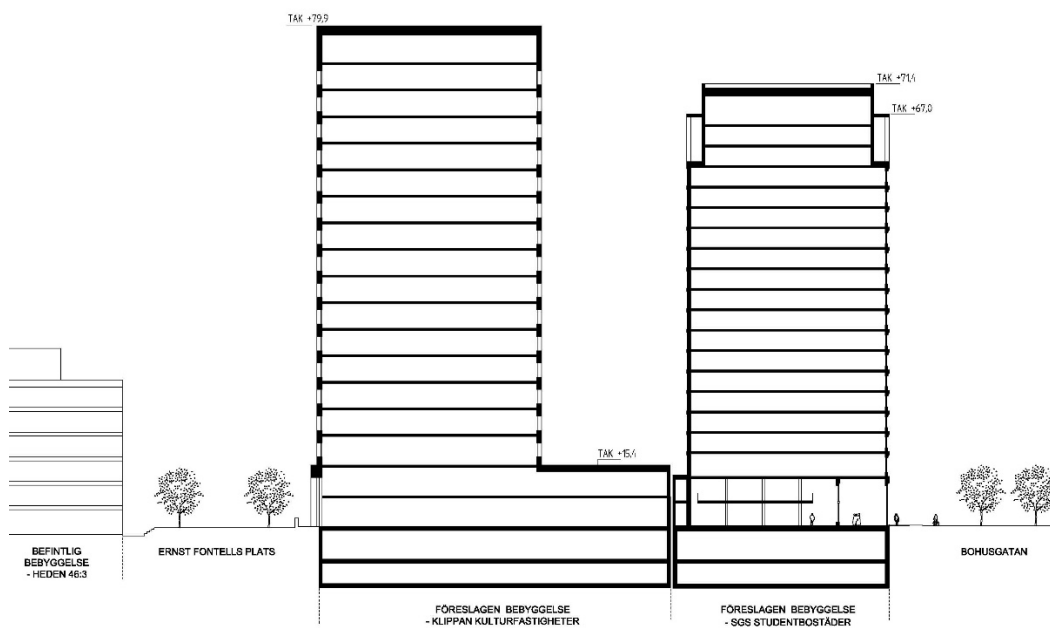 TAK +79,9
TAK +71,4
TAK +67,0
TAK +15,4
BEFINTLIG
BEBYGGELSE
- HEDEN 46:3
ERNST FONTELLS PLATS
BOHUSGATAN
FÖRESLAGEN BEBYGGELSE
- KLIPPAN KULTURFASTIGHETER
FÖRESLAGEN BEBYGGELSE
- SGS STUDENTBOSTÄDER